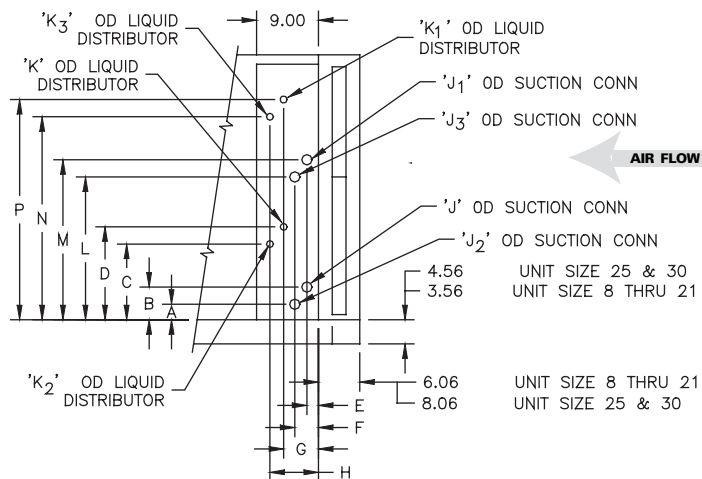 'K3' OD LIQUID
DISTRIBUTOR
9.00
'K1' OD LIQUID
DISTRIBUTOR
'K' OD LIQUID
DISTRIBUTOR
'J1' OD SUCTION CONN
'J3' OD SUCTION CONN
AIR FLOW
P
N
M
L
D
C
B
A
'J' OD SUCTION CONN
'J2' OD SUCTION CONN
4.56 UNIT SIZE 25 & 30
3.56 UNIT SIZE 8 THRU 21
'K2' OD LIQUID
DISTRIBUTOR
6.06 UNIT SIZE 8 THRU 21
8.06 UNIT SIZE 25 & 30
E
F
G
H